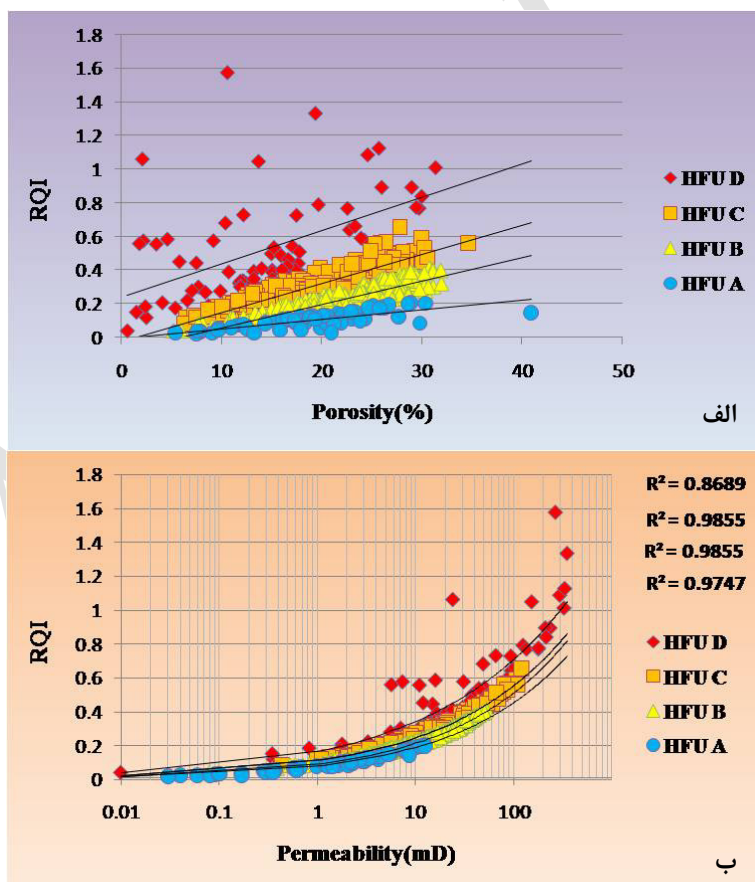 1.8
1.6
1.4
1.2
1
0.8
0.6
0.4
0.2
0
RQI
0 10 20 30 40 50
Porosity(%)
HFU D
HFU C
HFU B
HFU A
الف
1.8
1.6
1.4
1.2
1
0.8
0.6
0.4
0.2
0
RQI
0.01 0.1 1 10 100
Permeability(mD)
R² = 0.8689
R² = 0.9855
R² = 0.9855
R² = 0.9747
HFU D
HFU C
HFU B
HFU A
ب